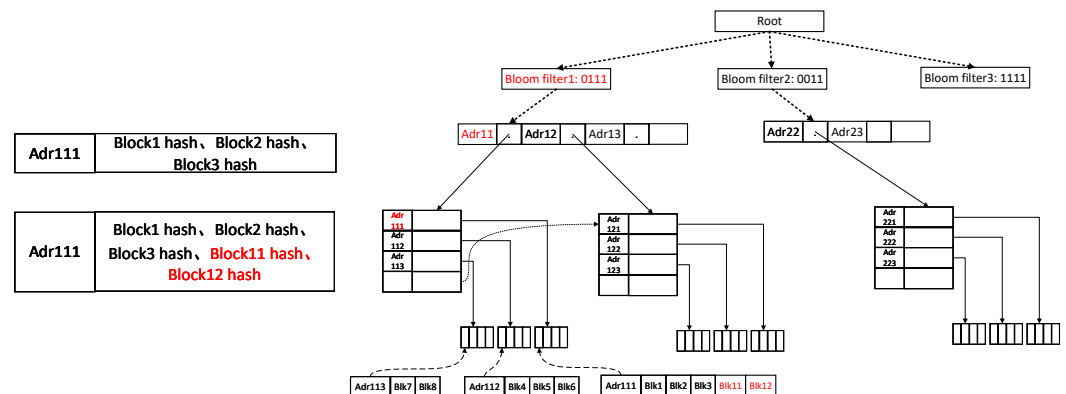 Root
Bloom filter1: 0111
Bloom filter2: 0011
Bloom filter3: 1111
Adr11 . Adr12 . Adr13 .
Adr22 . Adr23
Adr111
Block1 hash、Block2 hash、
Block3 hash
Adr111
Block1 hash、Block2 hash、
Block3 hash、Block11 hash、
Block12 hash
Adr
111
Adr
112
Adr
113
Adr
121
Adr
122
Adr
123
Adr
221
Adr
222
Adr
223
Adr113 Blk7 Blk8
Adr112 Blk4 Blk5 Blk6
Adr111 Blk1 Blk2 Blk3 Blk11 Blk12